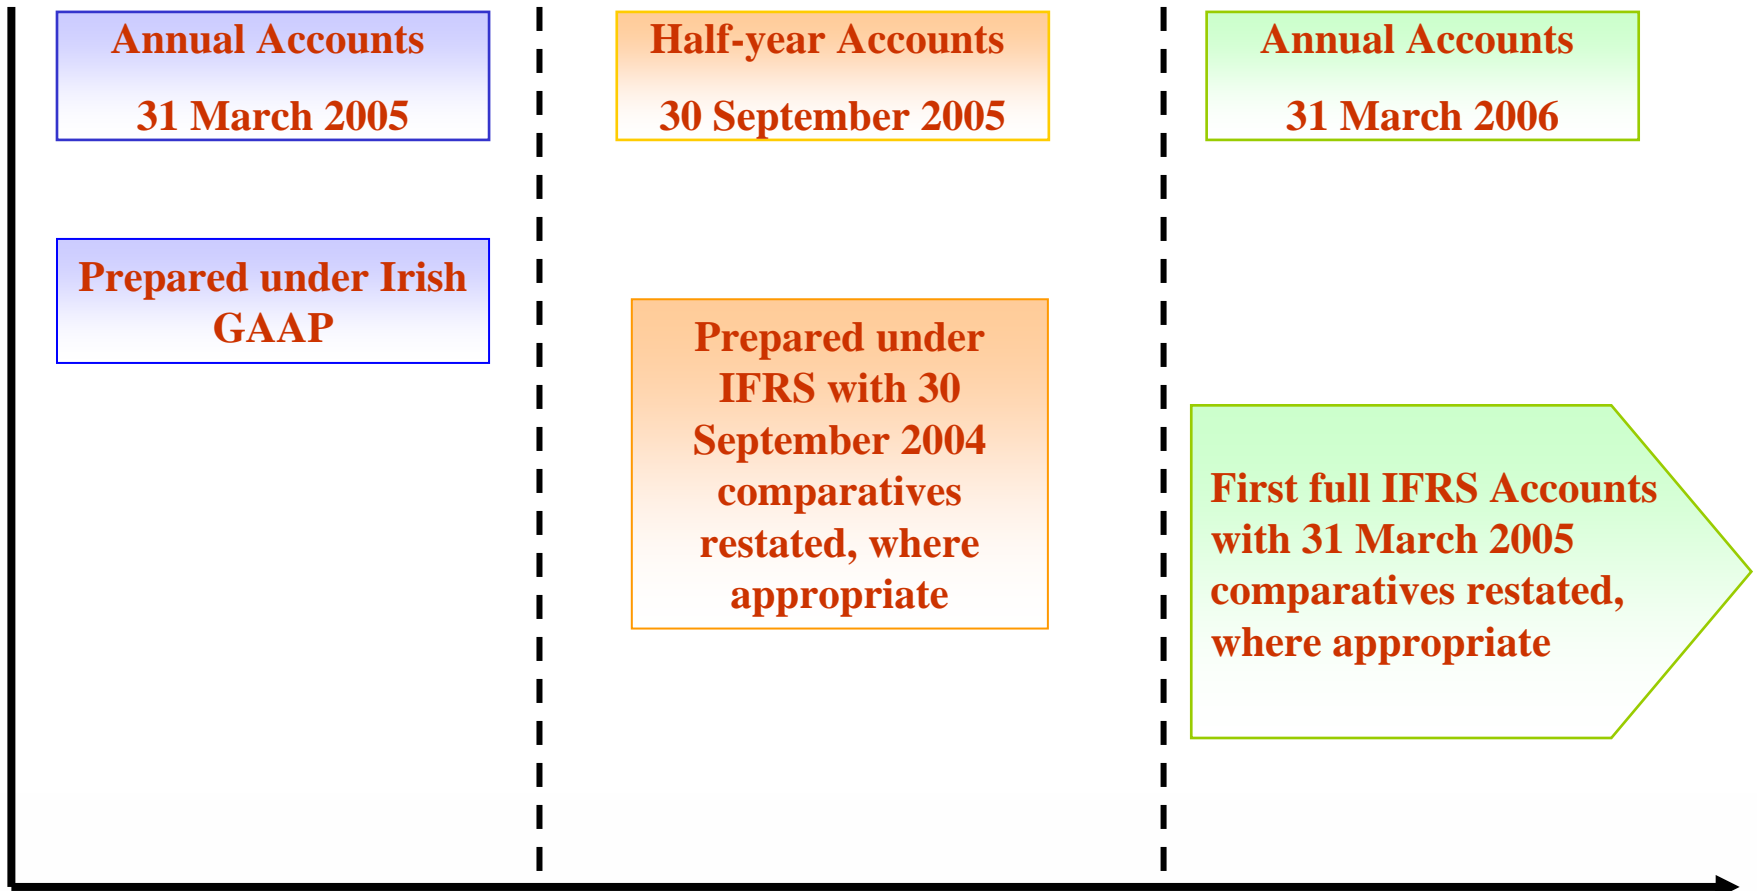 Annual Accounts
31 March 2005
Half-year Accounts
30 September 2005
Annual Accounts
31 March 2006
Prepared under Irish
GAAP
Prepared under
IFRS with 30
September 2004
comparatives
restated, where
appropriate
First full IFRS Accounts
with 31 March 2005
comparatives restated,
where appropriate